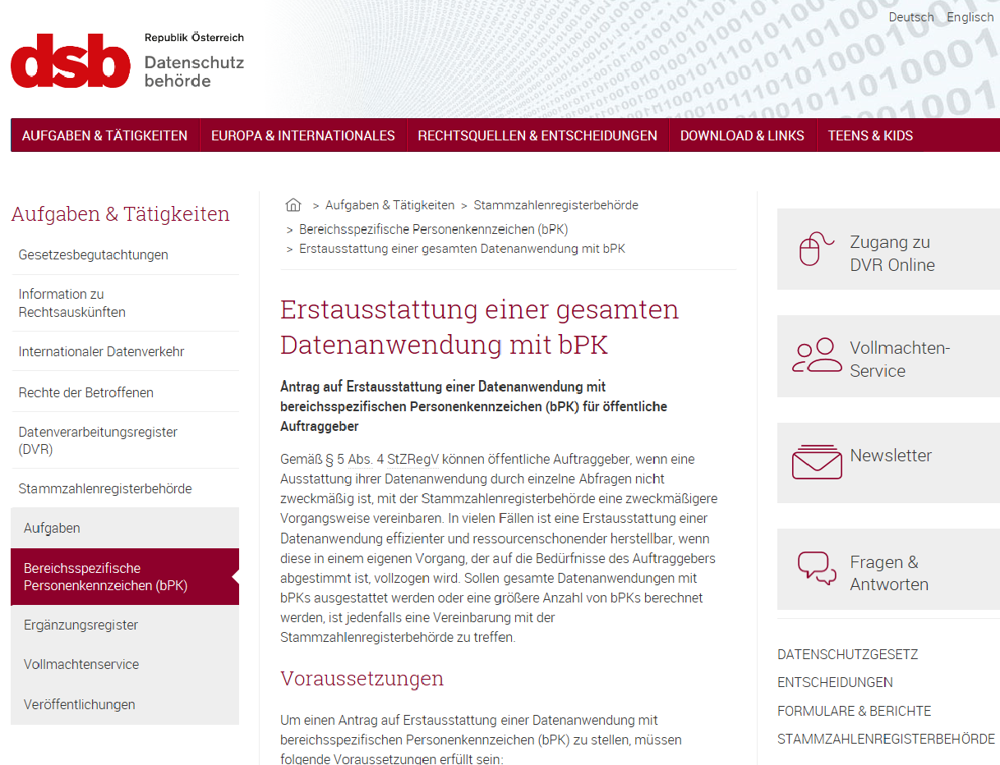 Deutsch Englisch
dsb
Republik Österreich
Datenschutz
behörde
AUFGABEN & TÄTIGKEITEN EUROPA & INTERNATIONALES RECHTSQUELLEN & ENTSCHEIDUNGEN DOWNLOAD & LINKS TEENS & KIDS
Aufgaben & Tätigkeiten
Gesetzesbegutachtungen
Information zu
Rechtsauskünften
Internationaler Datenverkehr
Rechte der Betroffenen
Datenverarbeitungsregister
(DVR)
Stammzahlenregisterbehörde
Aufgaben
Bereichsspezifische
Personenkennzeichen (bPK)
Ergänzungsregister
Vollmachtenservice
Veröffentlichungen
> Aufgaben & Tätigkeiten > Stammzahlenregisterbehörde
> Bereichsspezifische Personenkennzeichen (bPK)
> Erstausstattung einer gesamten Datenanwendung mit bPK
Erstausstattung einer gesamten
Datenanwendung mit bPK
Antrag auf Erstausstattung einer Datenanwendung mit
bereichsspezifischen Personenkennzeichen (bPK) für öffentliche
Auftraggeber
Gemäß § 5 Abs. 4 StZRegV können öffentliche Auftraggeber, wenn eine
Ausstattung ihrer Datenanwendung durch einzelne Abfragen nicht
zweckmäßig ist, mit der Stammzahlenregisterbehörde eine zweckmäßigere
Vorgangsweise vereinbaren. In vielen Fällen ist eine Erstausstattung einer
Datenanwendung effizienter und ressourcenschonender herstellbar, wenn
diese in einem eigenen Vorgang, der auf die Bedürfnisse des Auftraggebers
abgestimmt ist, vollzogen wird. Sollen gesamte Datenanwendungen mit
bPKs ausgestattet werden oder eine größere Anzahl von bPKs berechnet
werden, ist jedenfalls eine Vereinbarung mit der
Stammzahlenregisterbehörde zu treffen.
Voraussetzungen
Um einen Antrag auf Erstausstattung einer Datenanwendung mit
bereichsspezifischen Personenkennzeichen (bPK) zu stellen, müssen
folgende Voraussetzungen erfüllt sein:
Zugang zu
DVR Online
Vollmachten-
Service
Newsletter
Fragen &
Antworten
DATENSCHUTZGESETZ
ENTSCHEIDUNGEN
FORMULARE & BERICHTE
STAMMZAHLENREGISTERBEHÖRDE